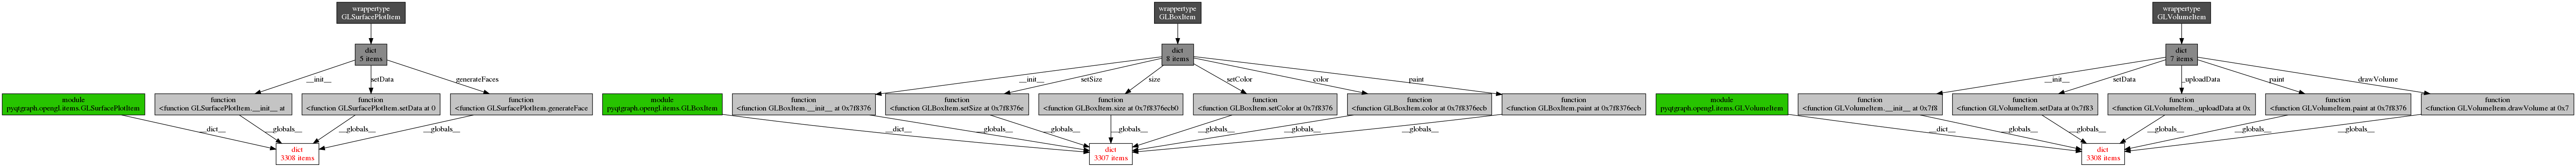 wrappertype
GLSurfacePlotItem
dict
5 items
__init__
setData
generateFaces
module
pyqtgraph.opengl.items.GLSurfacePlotItem
function
<function GLSurfacePlotItem.__init__ at
function
<function GLSurfacePlotItem.setData at 0
function
<function GLSurfacePlotItem.generateFace
__dict__
__globals__
__globals__
__globals__
dict
3308 items
wrappertype
GLBoxItem
dict
8 items
__init__
setSize
size
setColor
color
paint
module
pyqtgraph.opengl.items.GLBoxItem
function
<function GLBoxItem.__init__ at 0x7f8376
function
<function GLBoxItem.setSize at 0x7f8376e
function
<function GLBoxItem.size at 0x7f8376ecb0
function
<function GLBoxItem.setColor at 0x7f8376
function
<function GLBoxItem.color at 0x7f8376ecb
function
<function GLBoxItem.paint at 0x7f8376ecb
__dict__
__globals__
__globals__
__globals__
__globals__
__globals__
__globals__
dict
3307 items
wrappertype
GLVolumeItem
dict
7 items
__init__
setData
_uploadData
paint
drawVolume
module
pyqtgraph.opengl.items.GLVolumeItem
function
<function GLVolumeItem.__init__ at 0x7f8
function
<function GLVolumeItem.setData at 0x7f83
function
<function GLVolumeItem._uploadData at 0x
function
<function GLVolumeItem.paint at 0x7f8376
function
<function GLVolumeItem.drawVolume at 0x7
__dict__
__globals__
__globals__
__globals__
__globals__
__globals__
dict
3308 items